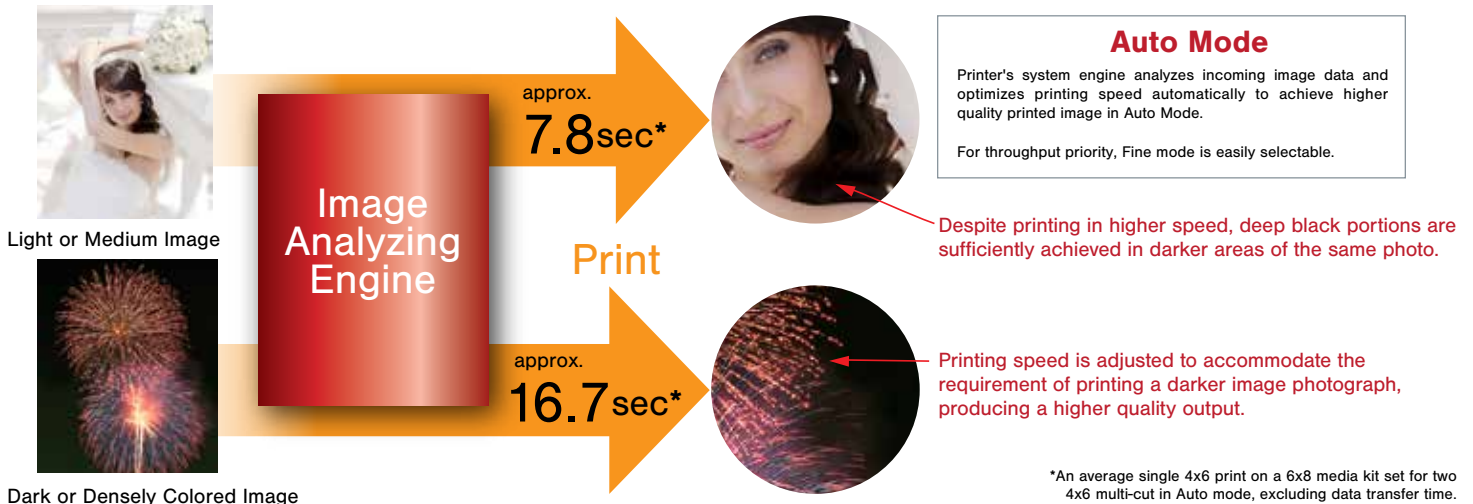 Light or Medium Image
Dark or Densely Colored Image
Image
Analyzing
Engine
approx.
7.8sec*
Print
approx.
16.7sec*
Auto Mode
Printer's system engine analyzes incoming image data and
optimizes printing speed automatically to achieve higher
quality printed image in Auto Mode.
For throughput priority, Fine mode is easily selectable.
Despite printing in higher speed, deep black portions are
sufficiently achieved in darker areas of the same photo.
Printing speed is adjusted to accommodate the
requirement of printing a darker image photograph,
producing a higher quality output.
*An average single 4x6 print on a 6x8 media kit set for two
4x6 multi-cut in Auto mode, excluding data transfer time.